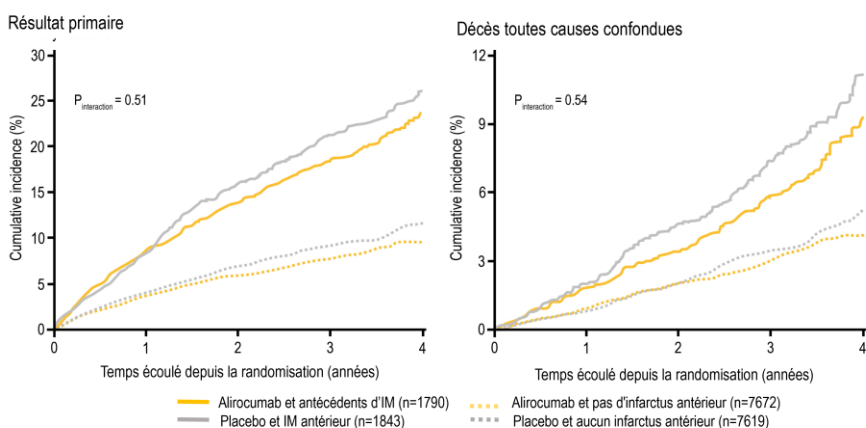 Résultat primaire
30
25
20
15
10
5
0
Cumulative incidence (%)
P interaction = 0.51
0 1 2 3 4
Temps écoulé depuis la randomisation (années)
Décès toutes causes confondues
12
9
6
3
0
Cumulative incidence (%)
P interaction = 0.54
0 1 2 3 4
Temps écoulé depuis la randomisation (années)
Alirocumab et antécédents d'IM (n=1790)
Placebo et IM antérieur (n=1843)
Alirocumab et pas d'infarctus antérieur (n=7672)
Placebo et aucun infarctus antérieur (n=7619)